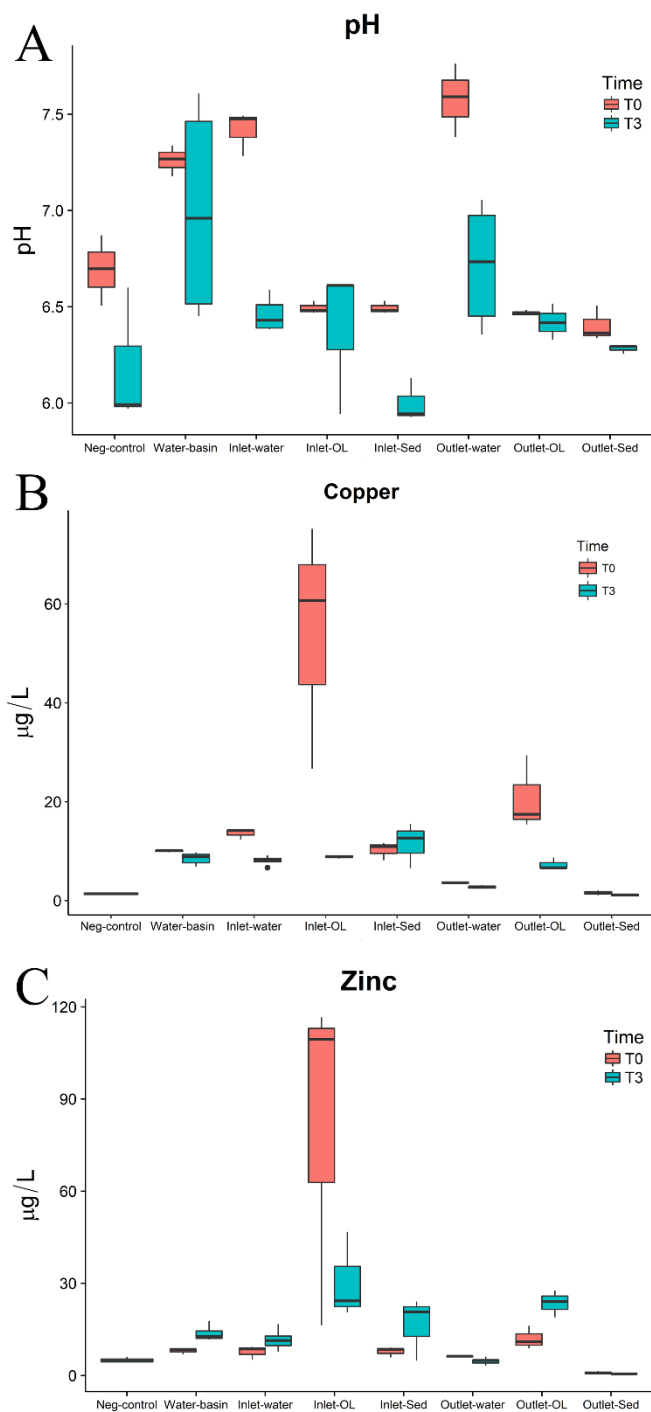 A
pH
Time
T0
T3
7.5
7.0
6.5
6.0
pH
Neg-control Water-basin Inlet-water Inlet-OL Inlet-Sed Outlet-water Outlet-OL Outlet-Sed
B
Copper
Time
T0
T3
60
40
20
0
µg/L
Neg-control Water-basin Inlet-water Inlet-OL Inlet-Sed Outlet-water Outlet-OL Outlet-Sed
C
Zinc
Time
T0
T3
120
90
60
30
0
µg/L
Neg-control Water-basin Inlet-water Inlet-OL Inlet-Sed Outlet-water Outlet-OL Outlet-Sed